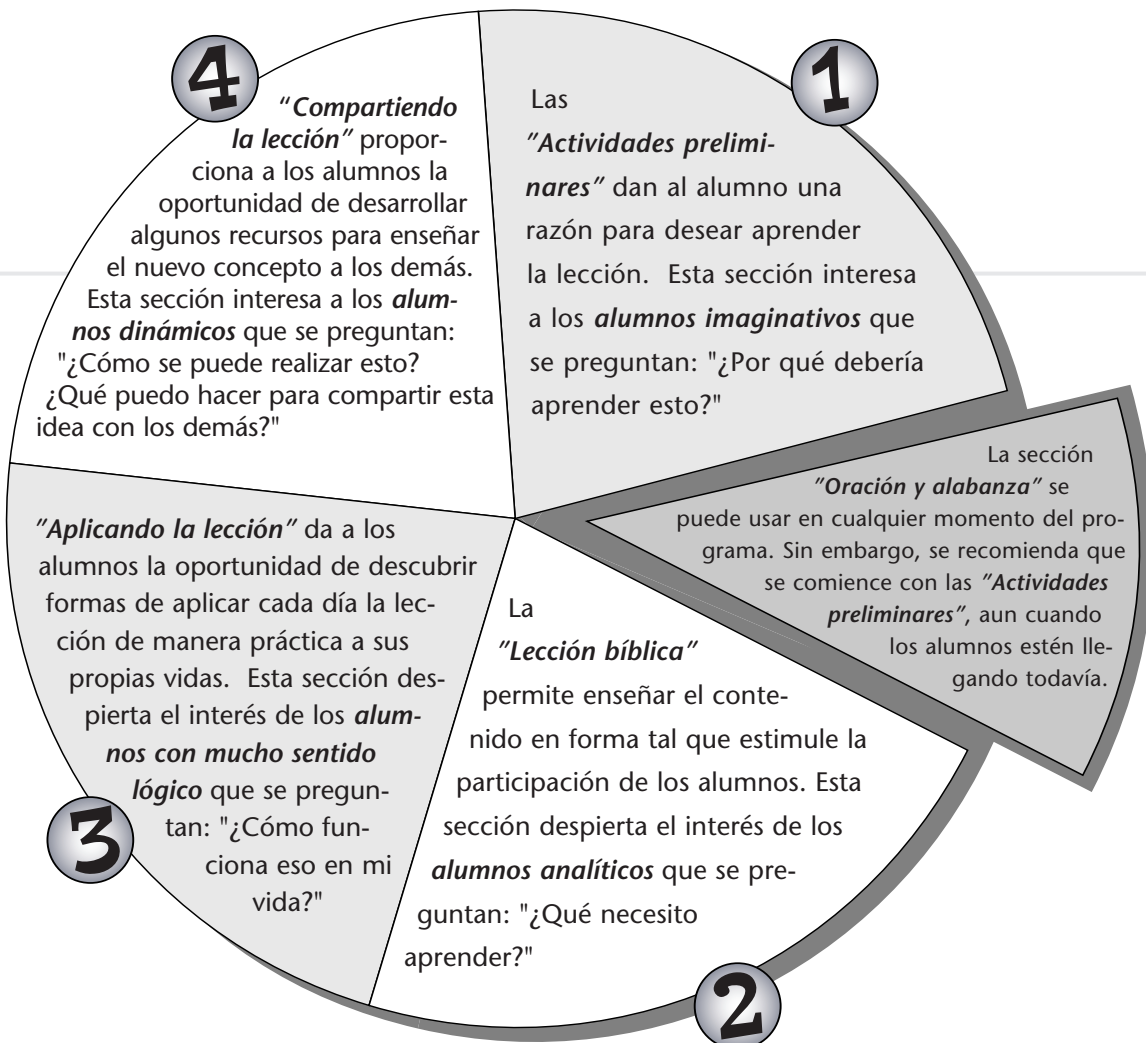 1
Las
"Actividades prelimi-
nares" dan al alumno una
razón para desear aprender
la lección.  Esta sección interesa
a los alumnos imaginativos que
se preguntan: "¿Por qué debería
aprender esto?"
La sección
"Oración y alabanza" se
puede usar en cualquier momento del pro-
grama. Sin embargo, se recomienda que
se comience con las "Actividades
preliminares", aun cuando
los alumnos estén lle-
gando todavía.
2
La
"Lección bíblica"
permite enseñar el conte-
nido en forma tal que estimule la
participación de los alumnos. Esta
sección despierta el interés de los
alumnos analíticos que se pre-
guntan: "¿Qué necesito
aprender?"
3
"Aplicando la lección" da a los
alumnos la oportunidad de descubrir
formas de aplicar cada día la lec-
ción de manera práctica a sus
propias vidas.  Esta sección des-
pierta el interés de los alum-
nos con mucho sentido
lógico que se pregun-
tan: "¿Cómo fun-
ciona eso en mi
vida?"
4
“Compartiendo
la lección" propor-
ciona a los alumnos la
oportunidad de desarrollar
algunos recursos para enseñar
el nuevo concepto a los demás.
Esta sección interesa a los alum-
nos dinámicos que se preguntan:
"¿Cómo se puede realizar esto?
¿Qué puedo hacer para compartir esta
idea con los demás?"